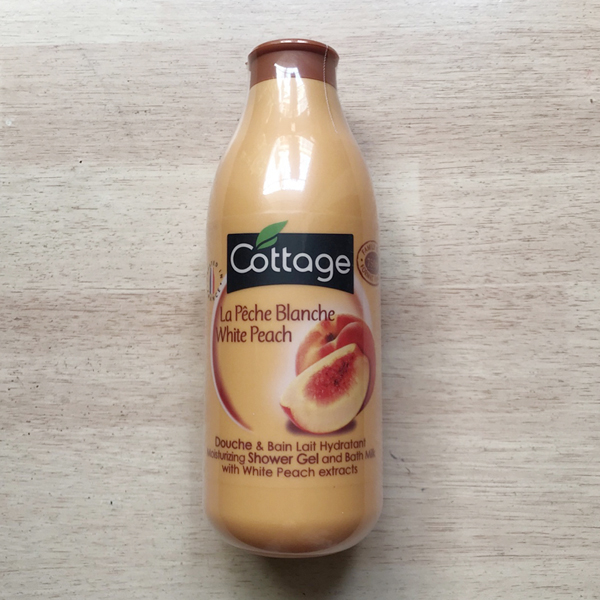 Cottage
La Pêche Blanche
White Peach
Douche & Bain Lait Hydratant
Moisturizing Shower Gel and Bath Milk
with White Peach extracts